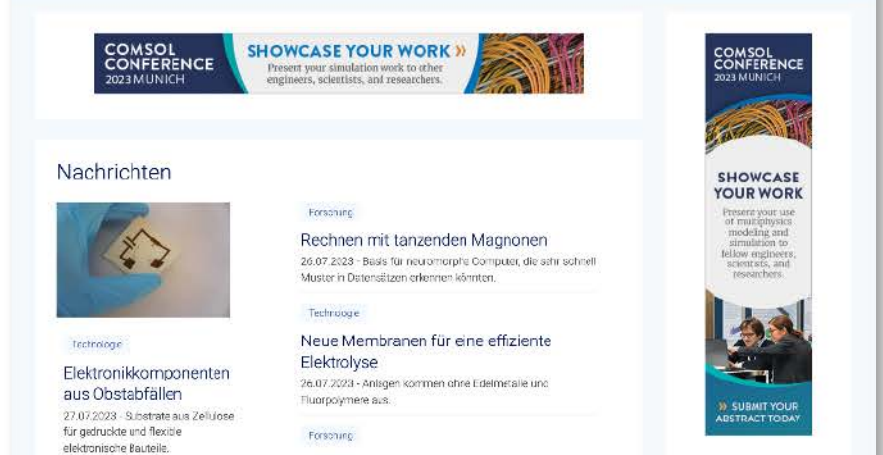 COMSOL
CONFERENCE
2023 MUNICH
SHOWCASE YOUR WORK »
Present your simulation work to other
engineers, scientists, and researchers.
Nachrichten
Technologie
Elektronikkomponenten
aus Obstabfällen
27.07.2023 - Substrate aus Zellulose
für gedruckte und flexible
elektronische Bauteile.
Forschung
Rechnen mit tanzenden Magnonen
26.07.2023 - Basis für neuromorphe Computer, die sehr schnell
Muster in Datensätzen erkennen könnten.
Technologie
Neue Membranen für eine effiziente
Elektrolyse
26.07.2023 - Anlagen kommen ohne Edelmetalle und
Fluorpolymere aus.
Forschung
COMSOL
CONFERENCE
2023 MUNICH
SHOWCASE
YOUR WORK
Present your use
of multiphysics
modeling and
simulation to
fellow engineers,
scientists, and
researchers.
» SUBMIT YOUR
ABSTRACT TODAY